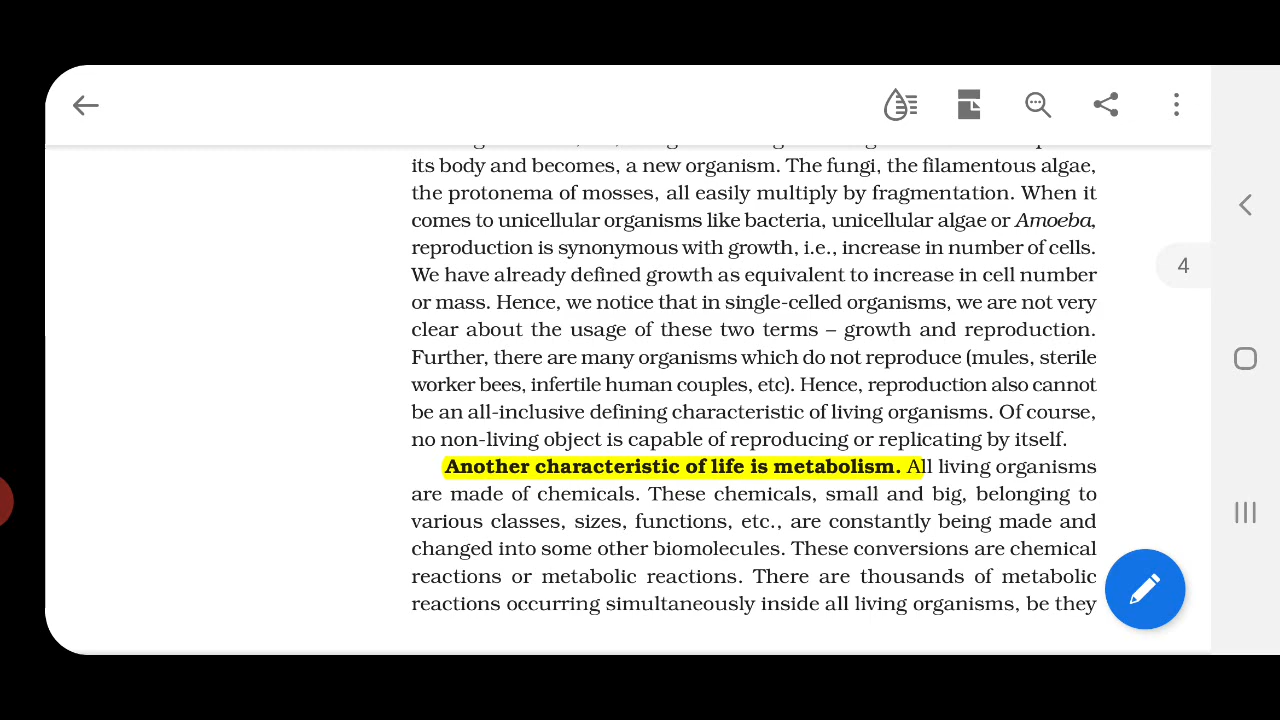 its body and becomes, a new organism. The fungi, the filamentous algae,
the protonema of mosses, all easily multiply by fragmentation. When it
comes to unicellular organisms like bacteria, unicellular algae or Amoeba,
reproduction is synonymous with growth, i.e., increase in number of cells.
We have already defined growth as equivalent to increase in cell number
or mass. Hence, we notice that in single-celled organisms, we are not very
clear about the usage of these two terms – growth and reproduction.
Further, there are many organisms which do not reproduce (mules, sterile
worker bees, infertile human couples, etc). Hence, reproduction also cannot
be an all-inclusive defining characteristic of living organisms. Of course,
no non-living object is capable of reproducing or replicating by itself.
Another characteristic of life is metabolism. All living organisms
are made of chemicals. These chemicals, small and big, belonging to
various classes, sizes, functions, etc., are constantly being made and
changed into some other biomolecules. These conversions are chemical
reactions or metabolic reactions. There are thousands of metabolic
reactions occurring simultaneously inside all living organisms, be they
4